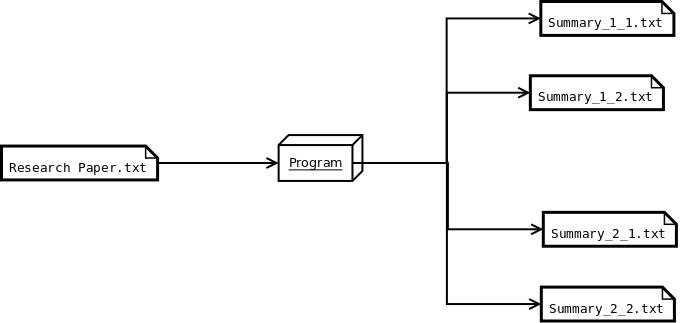 Summary_1_1.txt
Summary_1_2.txt
Research Paper.txt
Program
Summary_2_1.txt
Summary_2_2.txt